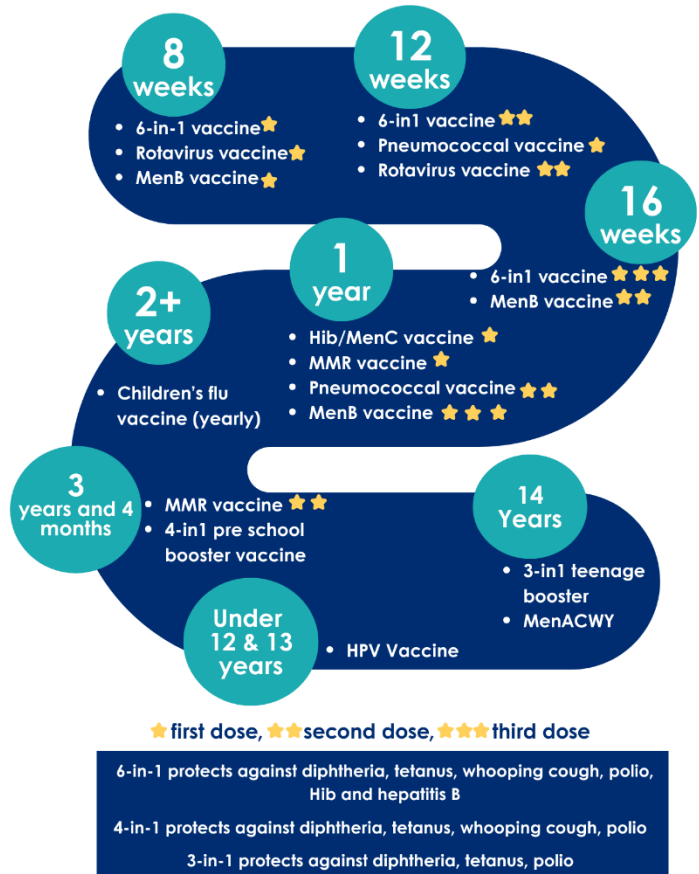 8
weeks
• 6-in-1 vaccine
• Rotavirus vaccine
• MenB vaccine
12
weeks
• 6-in1 vaccine
• Pneumococcal vaccine
• Rotavirus vaccine
16
weeks
• 6-in1 vaccine
• MenB vaccine
1
year
• Hib/MenC vaccine
• MMR vaccine
• Pneumococcal vaccine
• MenB vaccine
2+
years
• Children's flu
vaccine (yearly)
3
years and 4
months
• MMR vaccine
• 4-in1 pre school
booster vaccine
Under
12 & 13
years
• HPV Vaccine
14
Years
• 3-in1 teenage
booster
• MenACWY
first dose, second dose, third dose
6-in-1 protects against diphtheria, tetanus, whooping cough, polio,
Hib and hepatitis B
4-in-1 protects against diphtheria, tetanus, whooping cough, polio
3-in-1 protects against diphtheria, tetanus, polio